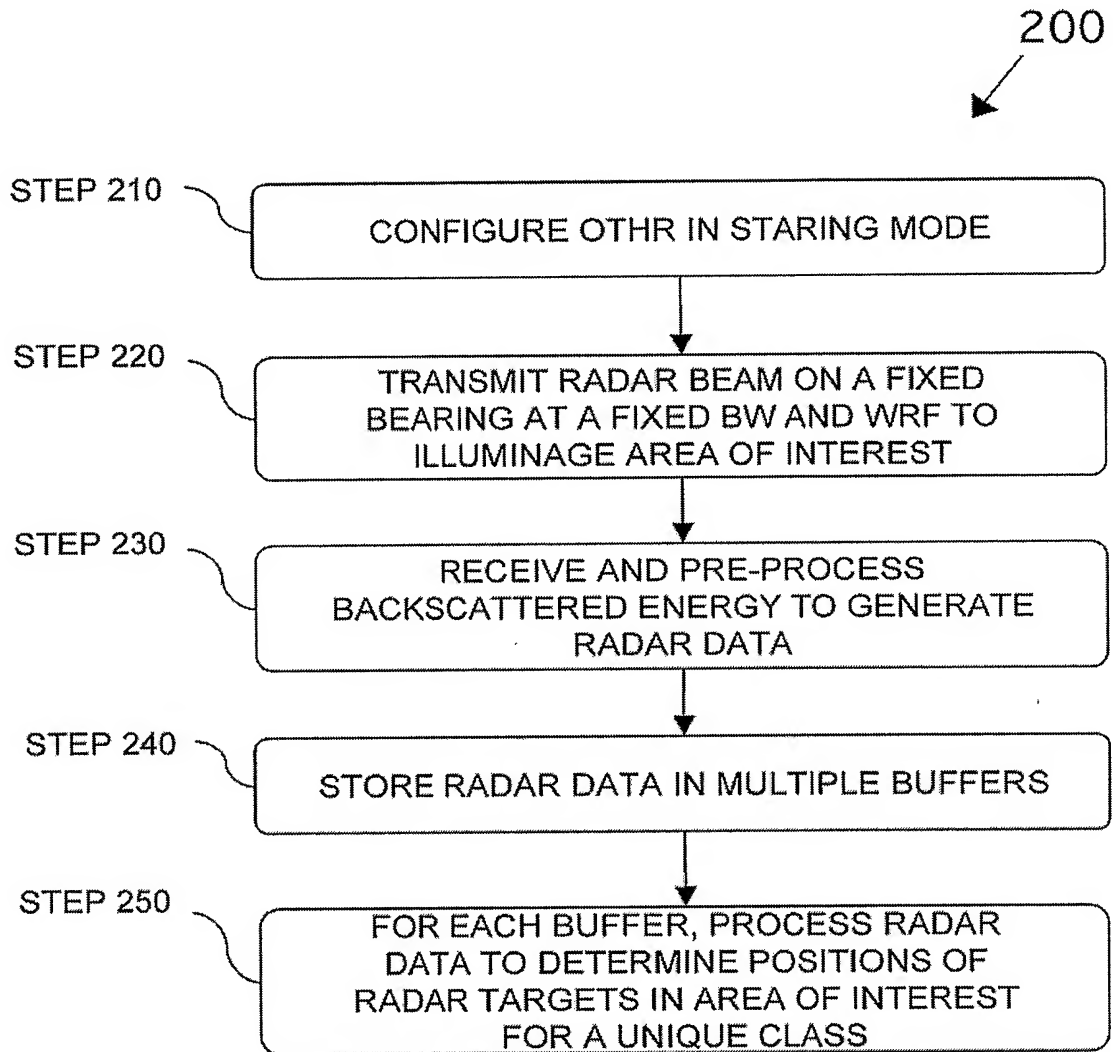 200
STEP 210
CONFIGURE OTHR IN STARING MODE
STEP 220
TRANSMIT RADAR BEAM ON A FIXED
BEARING AT A FIXED BW AND WRF TO
ILLUMINAGE AREA OF INTEREST
STEP 230
RECEIVE AND PRE-PROCESS
BACKSCATTERED ENERGY TO GENERATE
RADAR DATA
STEP 240
STORE RADAR DATA IN MULTIPLE BUFFERS
STEP 250
FOR EACH BUFFER, PROCESS RADAR
DATA TO DETERMINE POSITIONS OF
RADAR TARGETS IN AREA OF INTEREST
FOR A UNIQUE CLASS